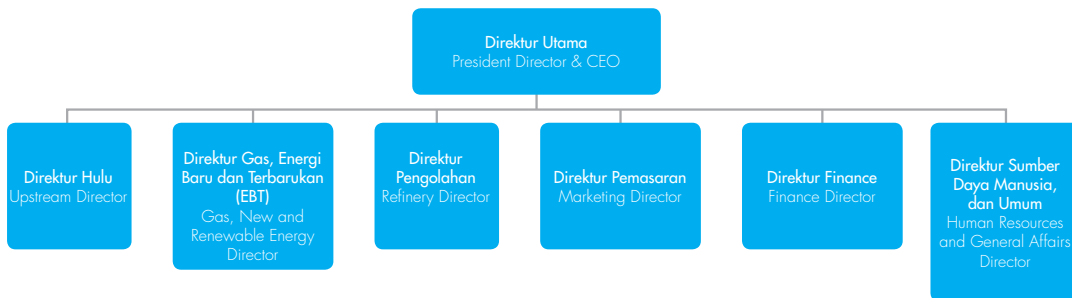 Direktur Utama
President Director & CEO
Direktur Hulu
Upstream Director
Direktur Gas, Energi
Baru dan Terbarukan
(EBT)
Gas, New and
Renewable Energy
Director
Direktur
Pengolahan
Refinery Director
Direktur Pemasaran
Marketing Director
Direktur Finance
Finance Director
Direktur Sumber
Daya Manusia,
dan Umum
Human Resources
and General Affairs
Director